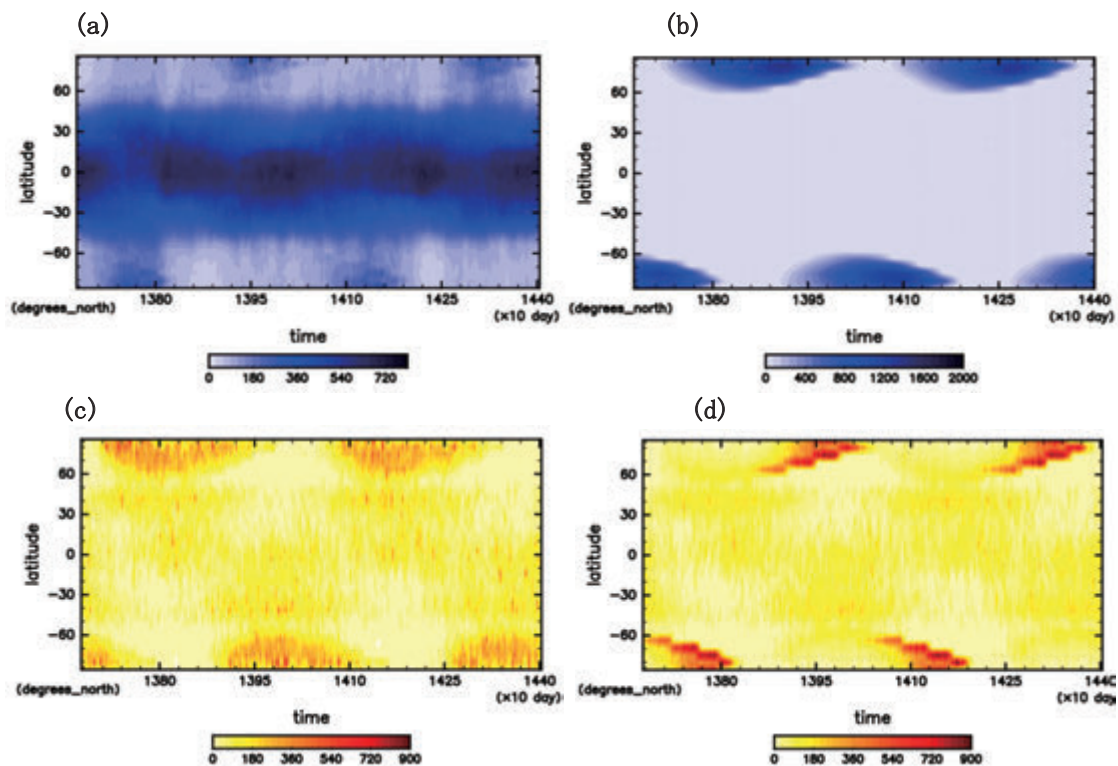 (a)
60
30
0
-30
-60
latitude
1380 1395 1410 1425 1440
(degrees_north) (×10 day)
time
0 180 360 540 720
(b)
60
30
0
-30
-60
latitude
1380 1395 1410 1425 1440
(degrees_north) (×10 day)
time
0 400 800 1200 1600 2000
(c)
60
30
0
-30
-60
latitude
1380 1395 1410 1425 1440
(degrees_north) (×10 day)
time
0 180 360 540 720 900
(d)
60
30
0
-30
-60
latitude
1380 1395 1410 1425 1440
(degrees_north) (×10 day)
time
0 180 360 540 720 900